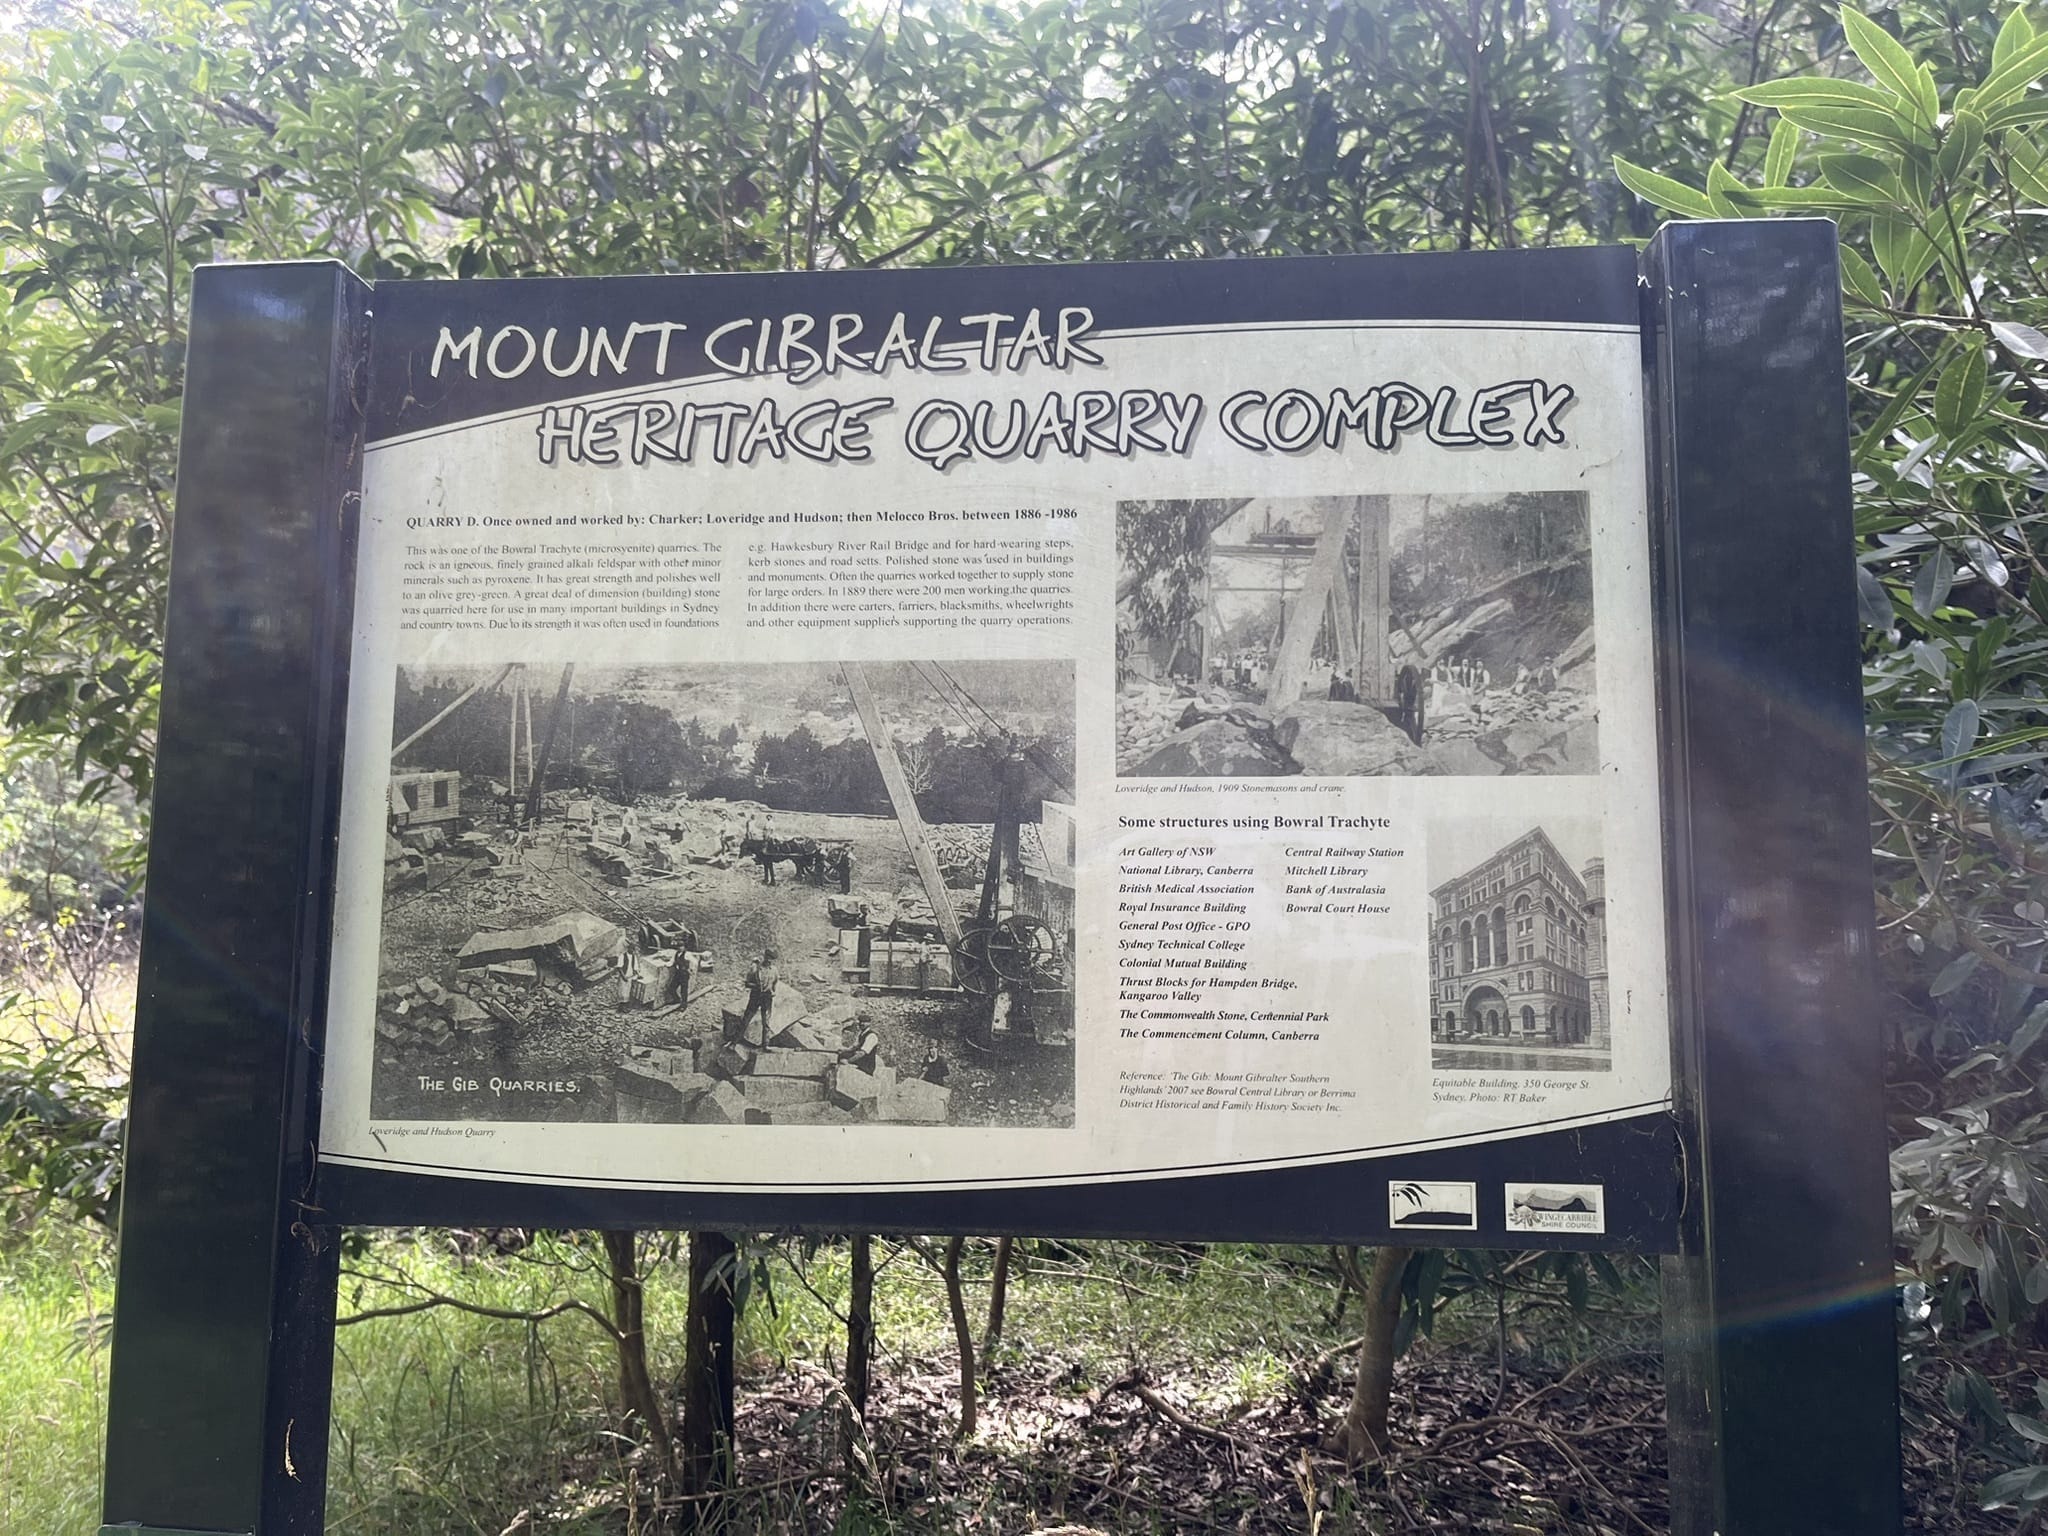 MOUNT GIBRALTAR
HERITAGE QUARRY COMPLEX
QUARRY D. Once owned and worked by: Charker; Loveridge and Hudson; then Melocco Bros. between 1886 -1986
This was one of the Bowral Trachyte (microsyenite) quarries. The
rock is an igneous, finely grained alkali feldspar with other minor
minerals such as pyroxene. It has great strength and polishes well
to an olive grey-green. A great deal of dimension (building) stone
was quarried here for use in many important buildings in Sydney
and country towns. Due to its strength it was often used in foundations
e.g. Hawkesbury River Rail Bridge and for hard-wearing steps,
kerb stones and road setts. Polished stone was used in buildings
and monuments. Often the quarries worked together to supply stone
for large orders. In 1889 there were 200 men working the quarries.
In addition there were carters, farriers, blacksmiths, wheelwrights
and other equipment suppliers supporting the quarry operations.
THE GIB QUARRIES.
Loveridge and Hudson Quarry
Loveridge and Hudson, 1909 Stonemasons and crane.
Some structures using Bowral Trachyte
Art Gallery of NSW
National Library, Canberra
British Medical Association
Royal Insurance Building
General Post Office - GPO
Sydney Technical College
Colonial Mutual Building
Thrust Blocks for Hampden Bridge,
Kangaroo Valley
The Commonwealth Stone, Centennial Park
The Commencement Column, Canberra
Central Railway Station
Mitchell Library
Bank of Australasia
Bowral Court House
Reference: 'The Gib: Mount Gibralter Southern
Highlands' 2007 see Bowral Central Library or Berrima
District Historical and Family History Society Inc.
Equitable Building. 350 George St.
Sydney. Photo: RT Baker
WINGECARRIBEE
SHIRE COUNCIL